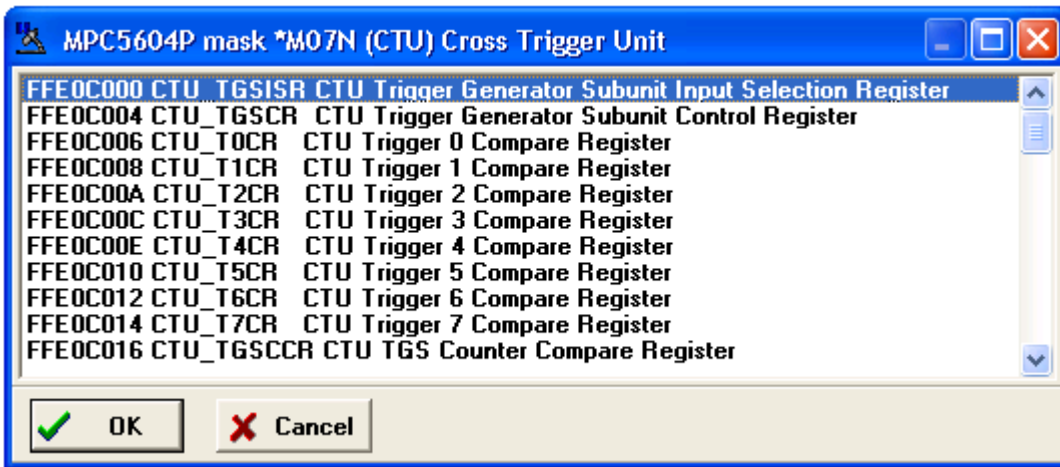 MPC5604P mask *M07N (CTU) Cross Trigger Unit
FFE0C000 CTU_TGSISR CTU Trigger Generator Subunit Input Selection Register
FFE0C004 CTU_TGSCR CTU Trigger Generator Subunit Control Register
FFE0C006 CTU_T0CR CTU Trigger 0 Compare Register
FFE0C008 CTU_T1CR CTU Trigger 1 Compare Register
FFE0C00A CTU_T2CR CTU Trigger 2 Compare Register
FFE0C00C CTU_T3CR CTU Trigger 3 Compare Register
FFE0C00E CTU_T4CR CTU Trigger 4 Compare Register
FFE0C010 CTU_T5CR CTU Trigger 5 Compare Register
FFE0C012 CTU_T6CR CTU Trigger 6 Compare Register
FFE0C014 CTU_T7CR CTU Trigger 7 Compare Register
FFE0C016 CTU_TGSCCR CTU TGS Counter Compare Register
OK Cancel